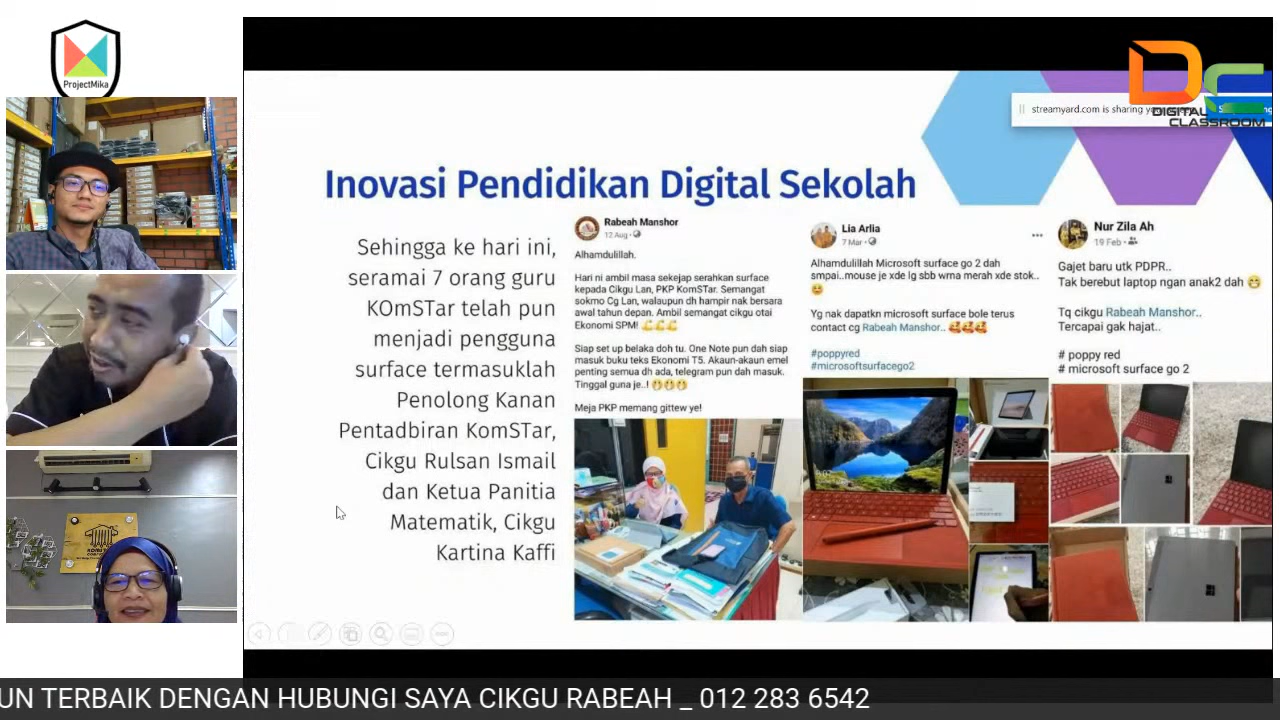 ProjectMika
streamyard.com is sharing
DIGITAL
CLASSROOM
Inovasi Pendidikan Digital Sekolah
Sehingga ke hari ini,
seramai 7 orang guru
KOmSTar telah pun
menjadi pengguna
surface termasuklah
Penolong Kanan
Pentadbiran KomSTar,
Cikgu Rulsan Ismail
dan Ketua Panitia
Matematik, Cikgu
Kartina Kaffi
Rabeah Manshor
12 Aug
Alhamdulillah.
Hari ni ambil masa sekejap serahkan surface
kepada Cikgu Lan, PKP KomSTar. Semangat
sokmo Cg Lan, walaupun dh hampir nak bersara
awal tahun depan. Ambil semangat cikgu otai
Ekonomi SPM! 💪💪💪
Siap set up belaka doh tu. One Note pun dah siap
masuk buku teks Ekonomi T5. Akaun-akaun emel
penting semua dh ada, telegram pun dah masuk.
Tinggal guna je..! 🤭🤭🤭
Meja PKP memang gittew ye!
Lia Arlia
7 Mar
Alhamdulillah Microsoft surface go 2 dah
smpai..mouse je xde lg sbb wrna merah xde stok..
Yg nak dapatkn microsoft surface bole terus
contact cg Rabeah Manshor.. 🥰🥰🥰
#poppyred
#microsoftsurfacego2
Nur Zila Ah
19 Feb
Gajet baru utk PDPR..
Tak berebut laptop ngan anak2 dah 😁
Tq cikgu Rabeah Manshor..
Tercapai gak hajat..
# poppy red
# microsoft surface go 2
UN TERBAIK DENGAN HUBUNGI SAYA CIKGU RABEAH _ 012 283 6542